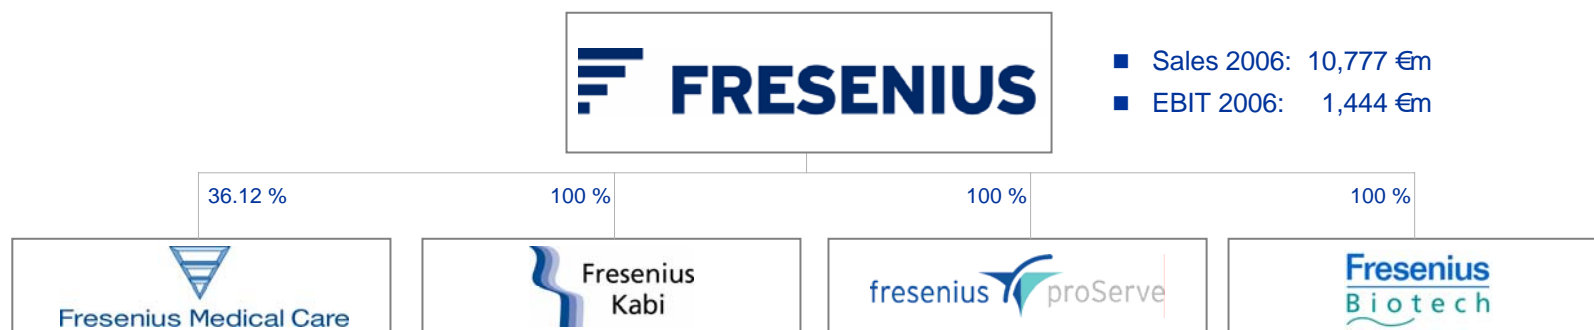 FRESENIUS
Sales 2006: 10,777 €m
EBIT 2006: 1,444 €m
36.12 %
100 %
100 %
100 %
Fresenius Medical Care
Fresenius
Kabi
fresenius proServe
Fresenius
Biotech